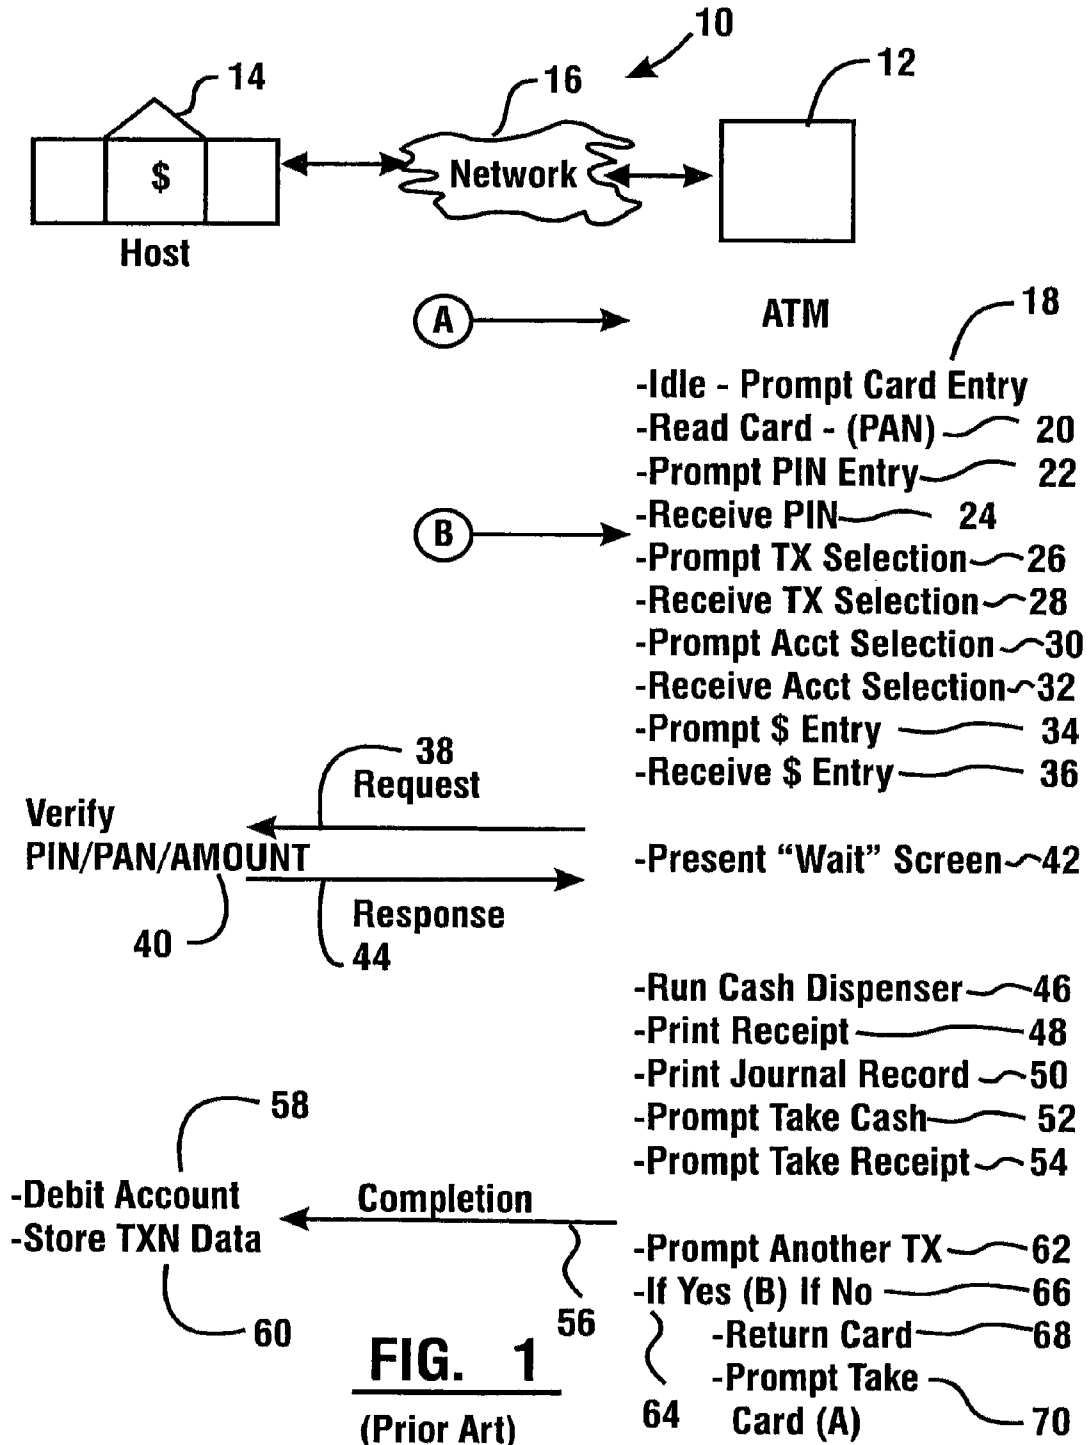 10
14
16
12
$
Network
Host
A
ATM
18
-Idle - Prompt Card Entry
-Read Card - (PAN) 20
-Prompt PIN Entry 22
-Receive PIN 24
B
-Prompt TX Selection 26
-Receive TX Selection 28
-Prompt Acct Selection 30
-Receive Acct Selection 32
-Prompt $ Entry 34
-Receive $ Entry 36
38
Request
Verify
PIN/PAN/AMOUNT
-Present “Wait” Screen 42
Response
40
44
-Run Cash Dispenser 46
-Print Receipt 48
-Print Journal Record 50
-Prompt Take Cash 52
-Prompt Take Receipt 54
58
-Debit Account
-Store TXN Data
Completion
60
56
-Prompt Another TX 62
-If Yes (B) If No 66
-Return Card 68
-Prompt Take
Card (A) 70
64
FIG. 1
(Prior Art)